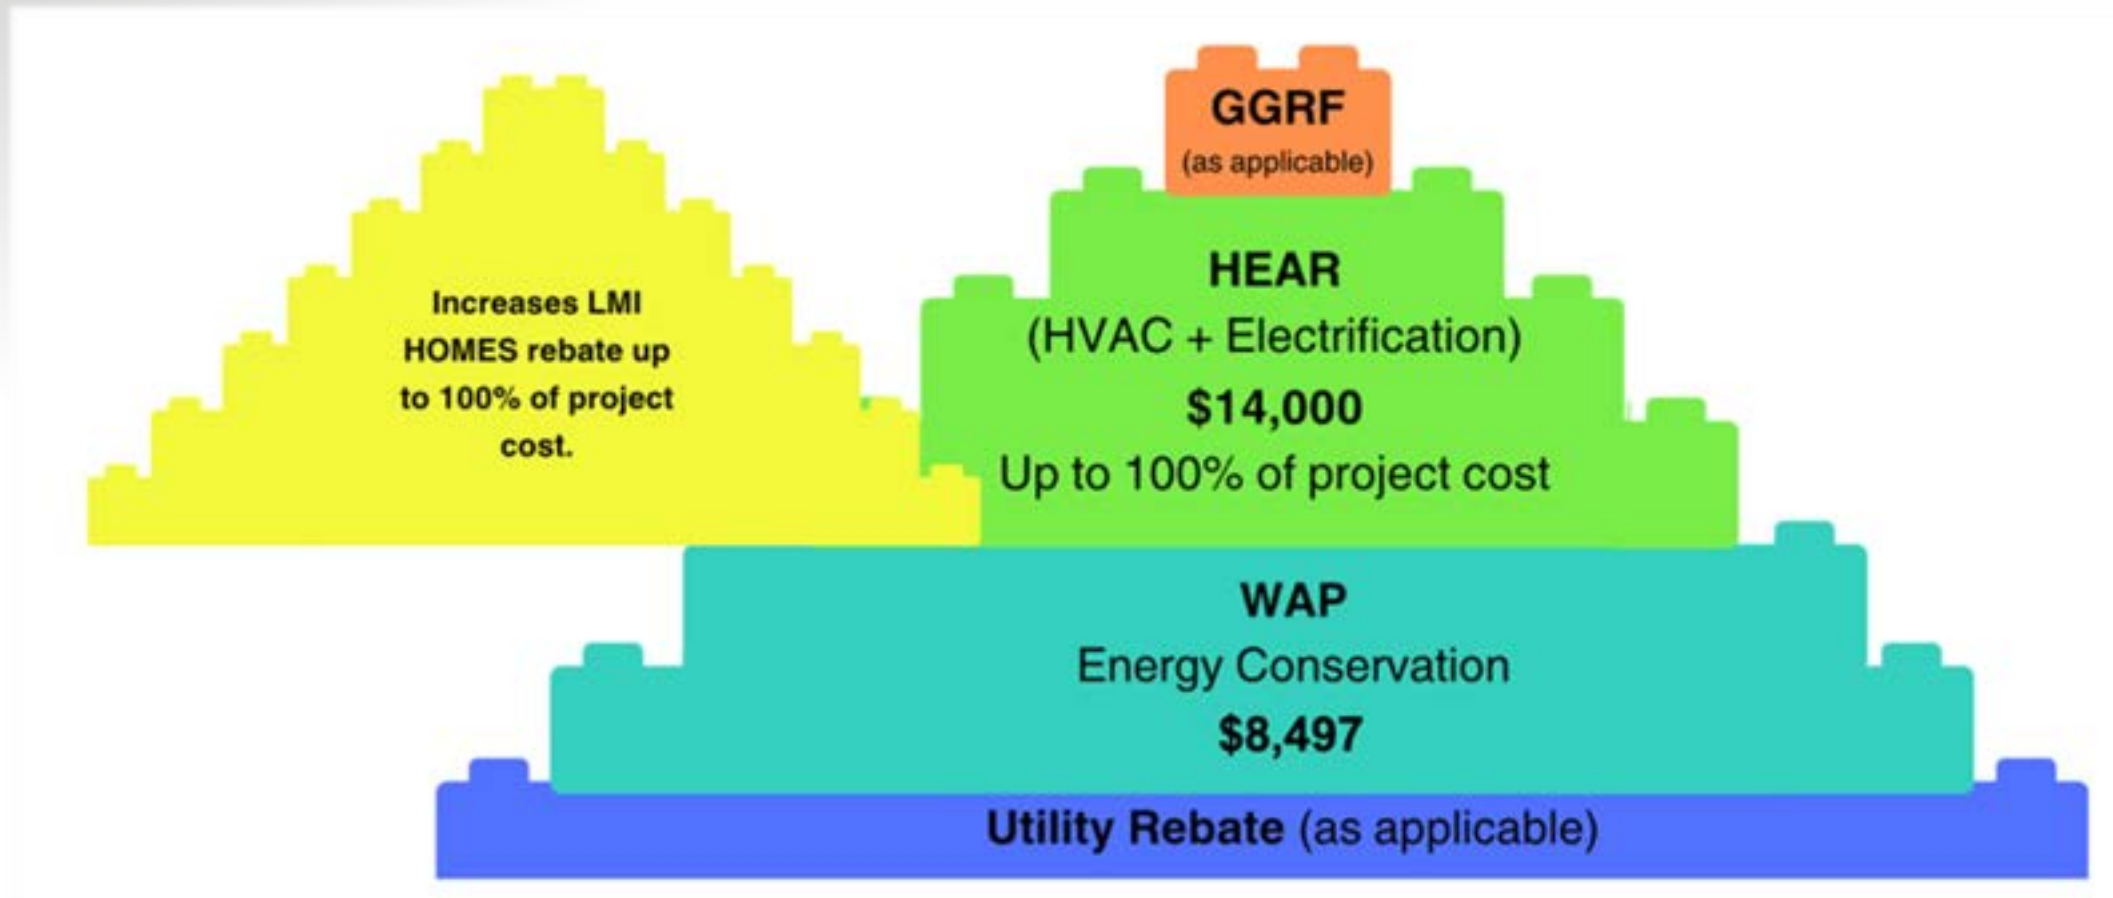 Increases LMI
HOMES rebate up
to 100% of project
cost.
GGRF
(as applicable)
HEAR
(HVAC + Electrification)
$14,000
Up to 100% of project cost
WAP
Energy Conservation
$8,497
Utility Rebate (as applicable)